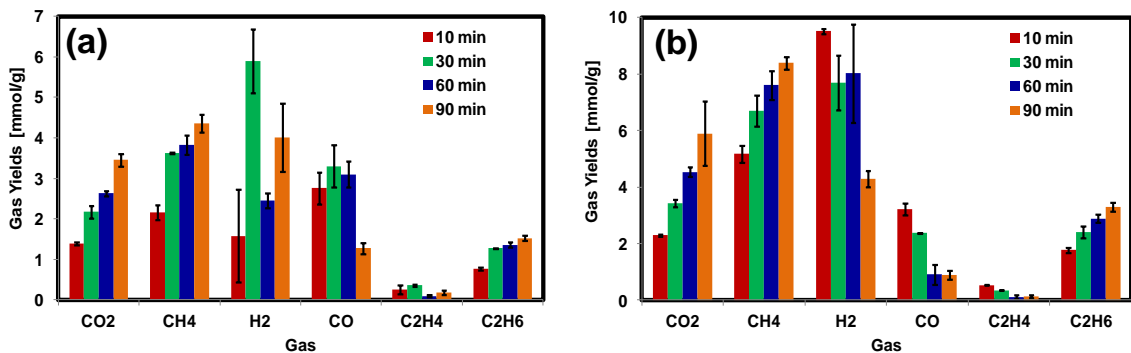 (a)
Gas Yields [mmol/g]
7
6
5
4
3
2
1
0
10 min
30 min
60 min
90 min
CO2 CH4 H2 CO C2H4 C2H6
Gas
(b)
Gas Yields [mmol/g]
10
8
6
4
2
0
10 min
30 min
60 min
90 min
CO2 CH4 H2 CO C2H4 C2H6
Gas